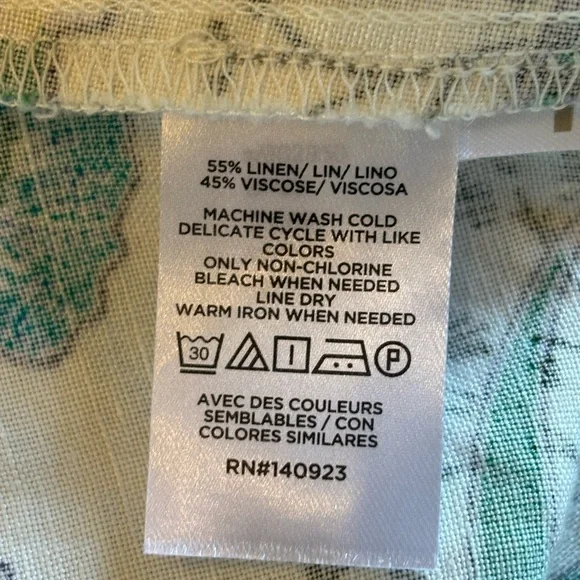 55% LINEN/ LIN/ LINO
45% VISCOSE/ VISCOSA
MACHINE WASH COLD
DELICATE CYCLE WITH LIKE
COLORS
ONLY NON-CHLORINE
BLEACH WHEN NEEDED
LINE DRY
WARM IRON WHEN NEEDED
30 P
AVEC DES COULEURS
SEMBLABLES / CON
COLORES SIMILARES
RN#140923